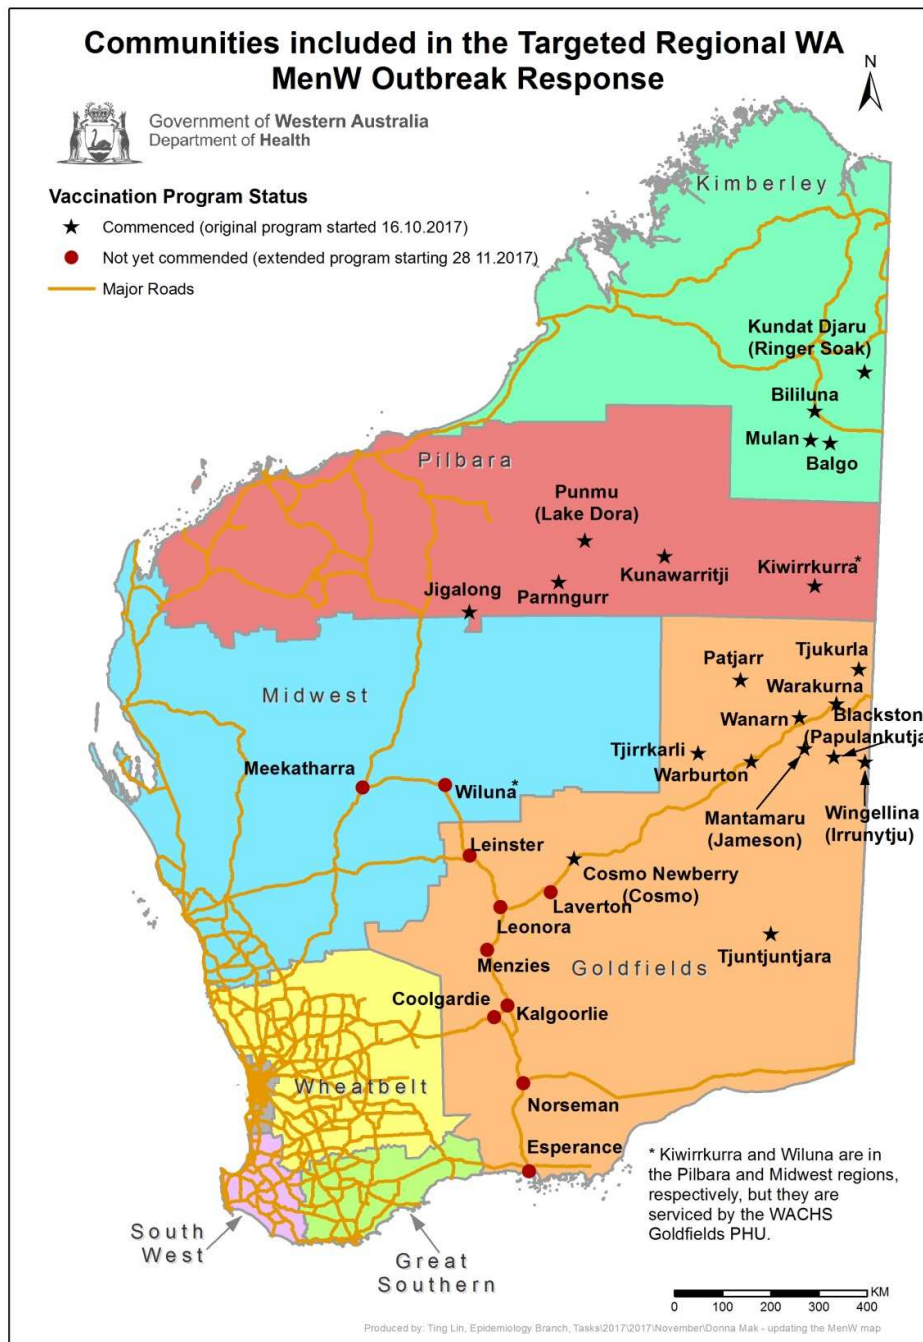 Communities included in the Targeted Regional WA
MenW Outbreak Response
N
Government of Western Australia
Department of Health
Vaccination Program Status
Commenced (original program started 16.10.2017)
Not yet commended (extended program starting 28 11.2017)
Major Roads
Kimberley
Kundat Djaru
(Ringer Soak)
Bililuna
Mulan
Balgo
Pilbara
Punmu
(Lake Dora)
Kunawarritji
Kiwirrkurra*
Jigalong
Parnngurr
Midwest
Patjarr
Tjukurla
Warakurna
Wanarn
Blackston
(Papulankutja
Tjirrkarli
Warburton
Meekatharra
Wiluna*
Mantamaru
(Jameson)
Wingellina
(Irrunytju)
Leinster
Cosmo Newberry
(Cosmo)
Laverton
Leonora
Menzies
Goldfields
Tjuntjuntjara
Coolgardie
Kalgoorlie
Wheatbelt
Norseman
Esperance
* Kiwirrkurra and Wiluna are in
the Pilbara and Midwest regions,
respectively, but they are
serviced by the WACHS
Goldfields PHU.
South
West
Great
Southern
KM
0 100 200 300 400
Produced by: Ting Lin, Epidemiology Branch, Tasks\2017\2017\November\Donna Mak - updating the MenW map